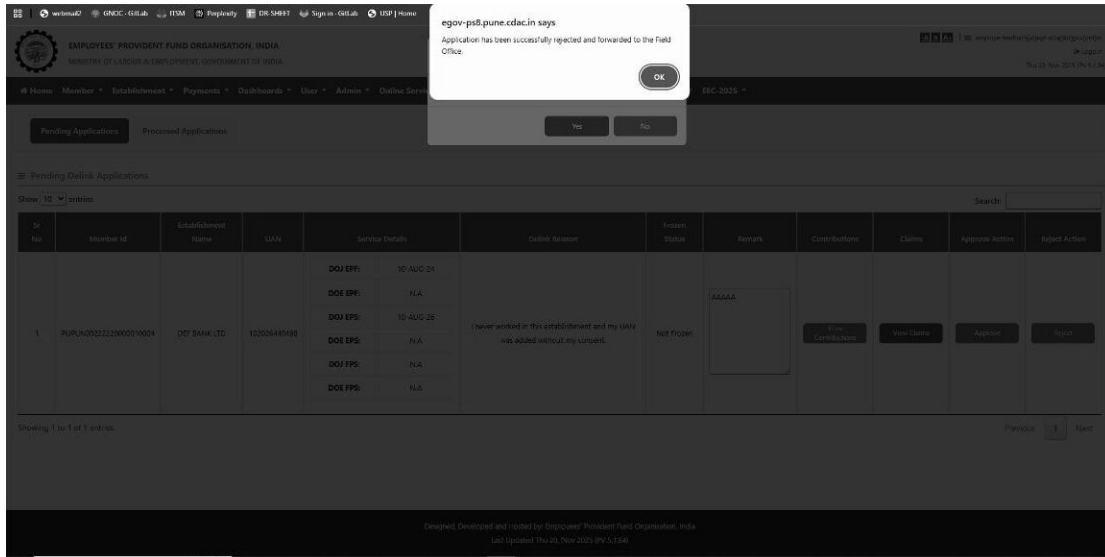 webmail2 GNOC - GitLab ITSM Perplexity DR-SHEET Sign in · GitLab USP | Home
egov-ps8.pune.cdac.in says
Application has been successfully rejected and forwarded to the Field
Office.
OK
EMPLOYEES' PROVIDENT FUND ORGANISATION, INDIA
MINISTRY OF LABOUR & EMPLOYMENT, GOVERNMENT OF INDIA
Home Member Establishment Payments Dashboards User Admin Online EEC-2025
Yes No
Pending Applications Processed Applications
Pending Delink Applications
Show 10 entries
Search:
Sr. No Member Id Establishment Name UAN Service Details Delink Reason Frozen Status Remark Contributions Claims Approve Action Reject Action
DOJ EPF: 10-AUG-24
DOE EPF: N.A
DOJ EPS: 10-AUG-26
DOE EPS: N.A
DOJ FPS: N.A
DOE FPS: N.A
1 DEF BANK LTD
I never worked in this establishment and my UAN
was added without my consent.
Not Frozen
AAAAA
View Contributions View Claims Approve Reject
Showing 1 to 1 of 1 entries
Previous 1 Next
Designed, Developed and Hosted by: Employees' Provident Fund Organisation, India
Last Updated Thu 20, Nov 2025